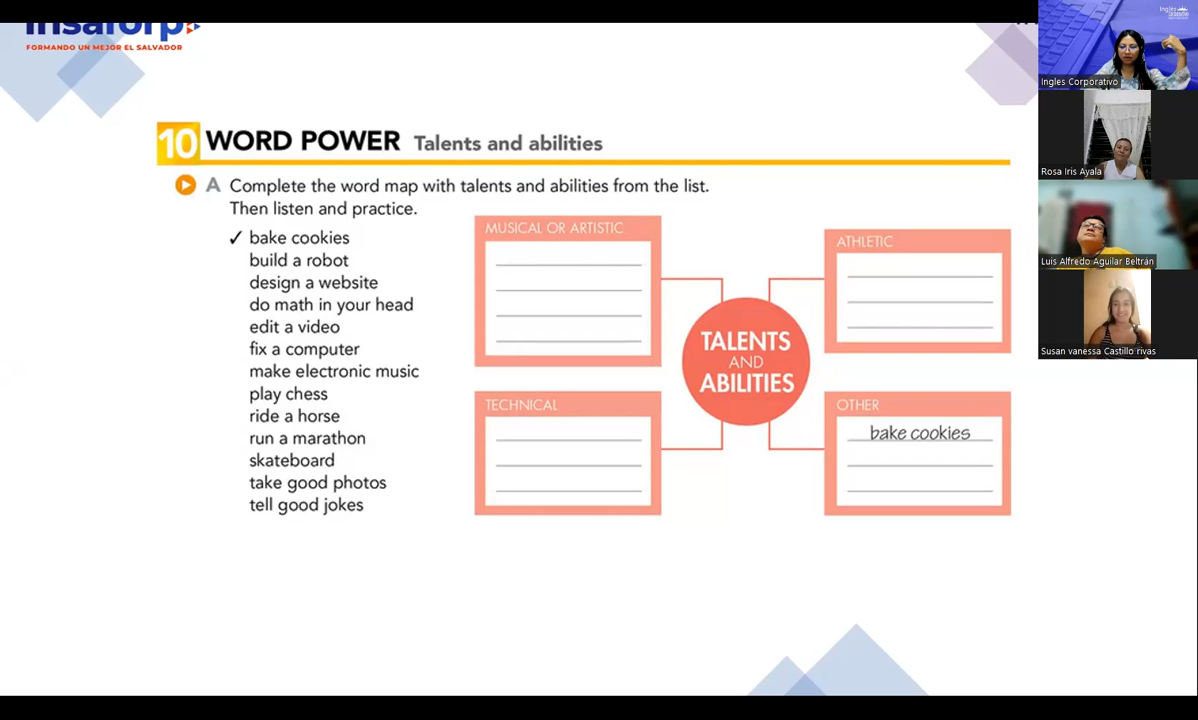 insaforp
FORMANDO UN MEJOR EL SALVADOR
10 WORD POWER Talents and abilities
A Complete the word map with talents and abilities from the list.
Then listen and practice.
✓ bake cookies
build a robot
design a website
do math in your head
edit a video
fix a computer
make electronic music
play chess
ride a horse
run a marathon
skateboard
take good photos
tell good jokes
MUSICAL OR ARTISTIC
ATHLETIC
TALENTS
AND
ABILITIES
TECHNICAL
OTHER
bake cookies
Ingles Corporativo
Rosa Iris Ayala
Luis Alfredo Aguilar Beltrán
Susan vanessa Castillo rivas